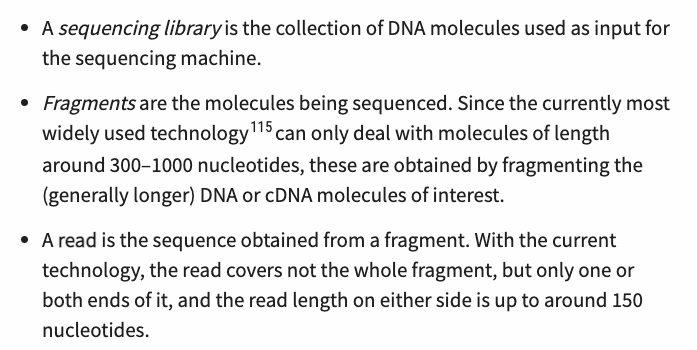 • A sequencing library is the collection of DNA molecules used as input for
the sequencing machine.
• Fragments are the molecules being sequenced. Since the currently most
widely used technology115 can only deal with molecules of length
around 300–1000 nucleotides, these are obtained by fragmenting the
(generally longer) DNA or cDNA molecules of interest.
• A read is the sequence obtained from a fragment. With the current
technology, the read covers not the whole fragment, but only one or
both ends of it, and the read length on either side is up to around 150
nucleotides.